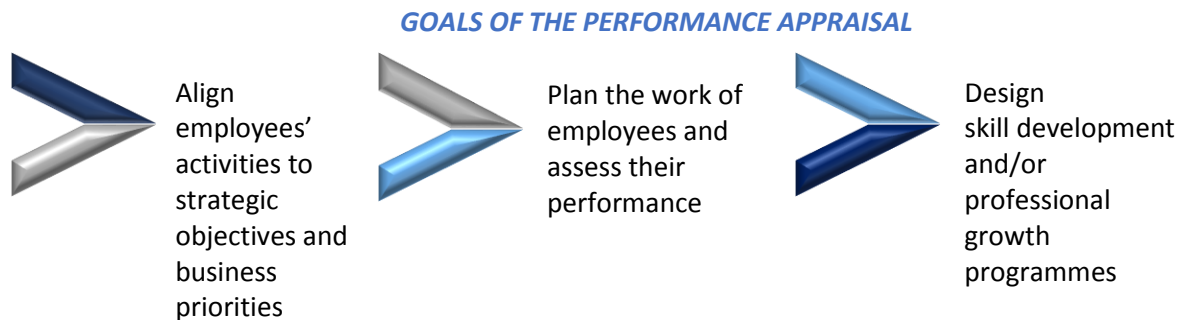 GOALS OF THE PERFORMANCE APPRAISAL
Align
employees’
activities to
strategic
objectives and
business
priorities
Plan the work of
employees and
assess their
performance
Design
skill development
and/or
professional
growth
programmes